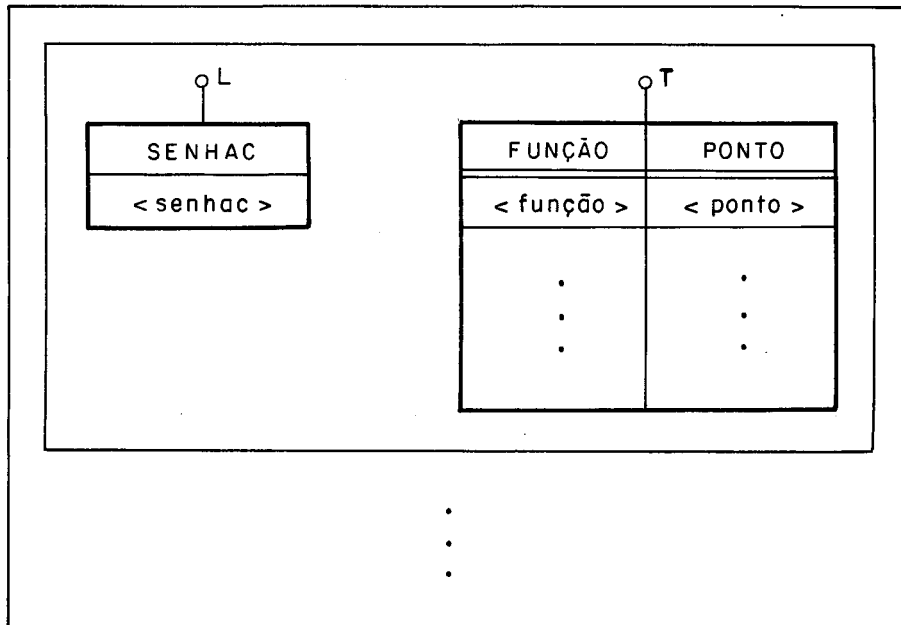 L T
SENHAC FUNÇÃO PONTO
< senhac > < função > < ponto >